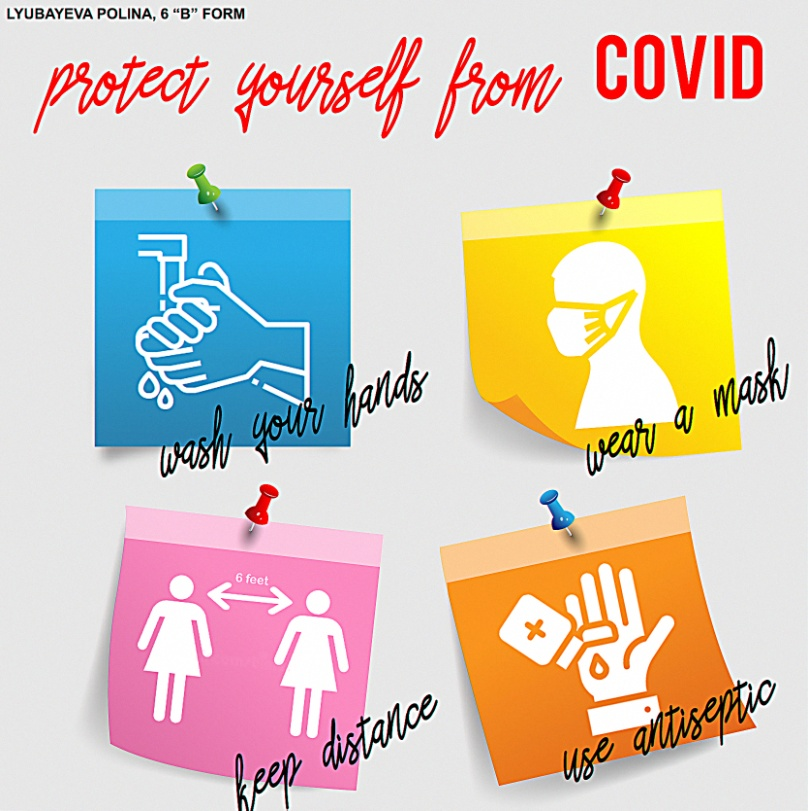 LYUBAYEVA POLINA, 6 “B” FORM
protect yourself from COVID
wash your hands
wear a mask
6 feet
keep distance
use antiseptic